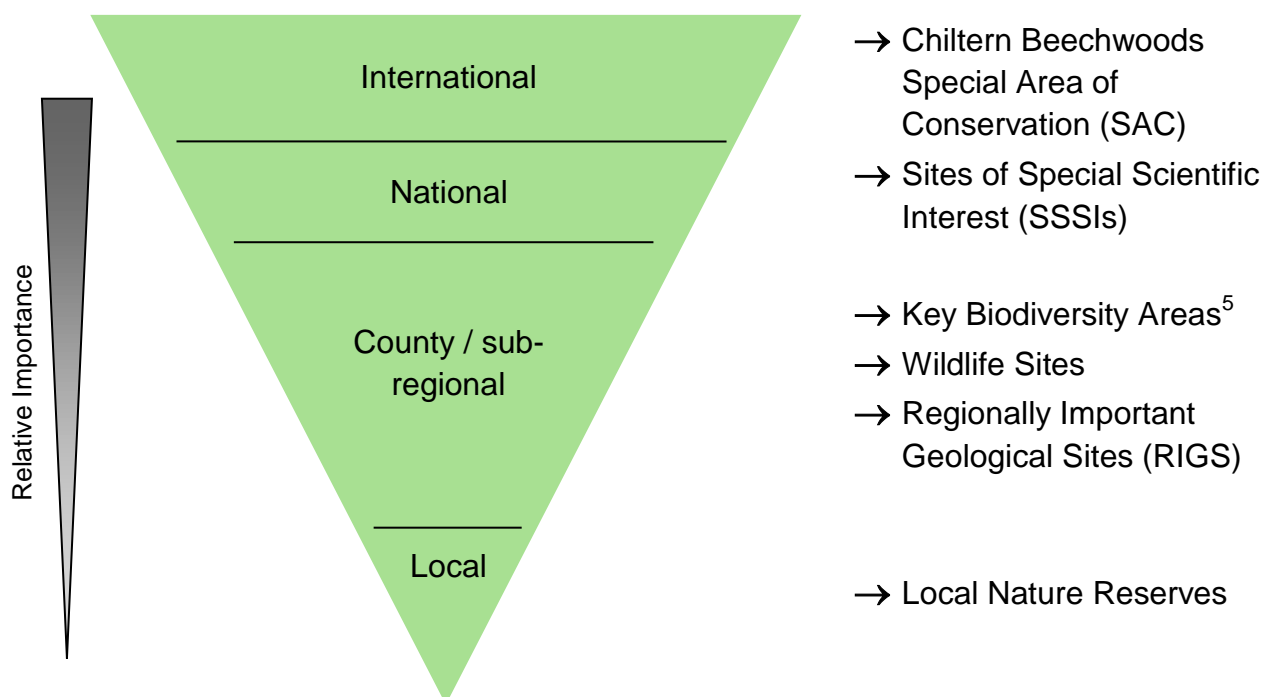 International
National
County / sub-
regional
Local
Relative Importance
→ Chiltern Beechwoods
Special Area of
Conservation (SAC)
→ Sites of Special Scientific
Interest (SSSIs)
→ Key Biodiversity Areas⁵
→ Wildlife Sites
→ Regionally Important
Geological Sites (RIGS)
→ Local Nature Reserves